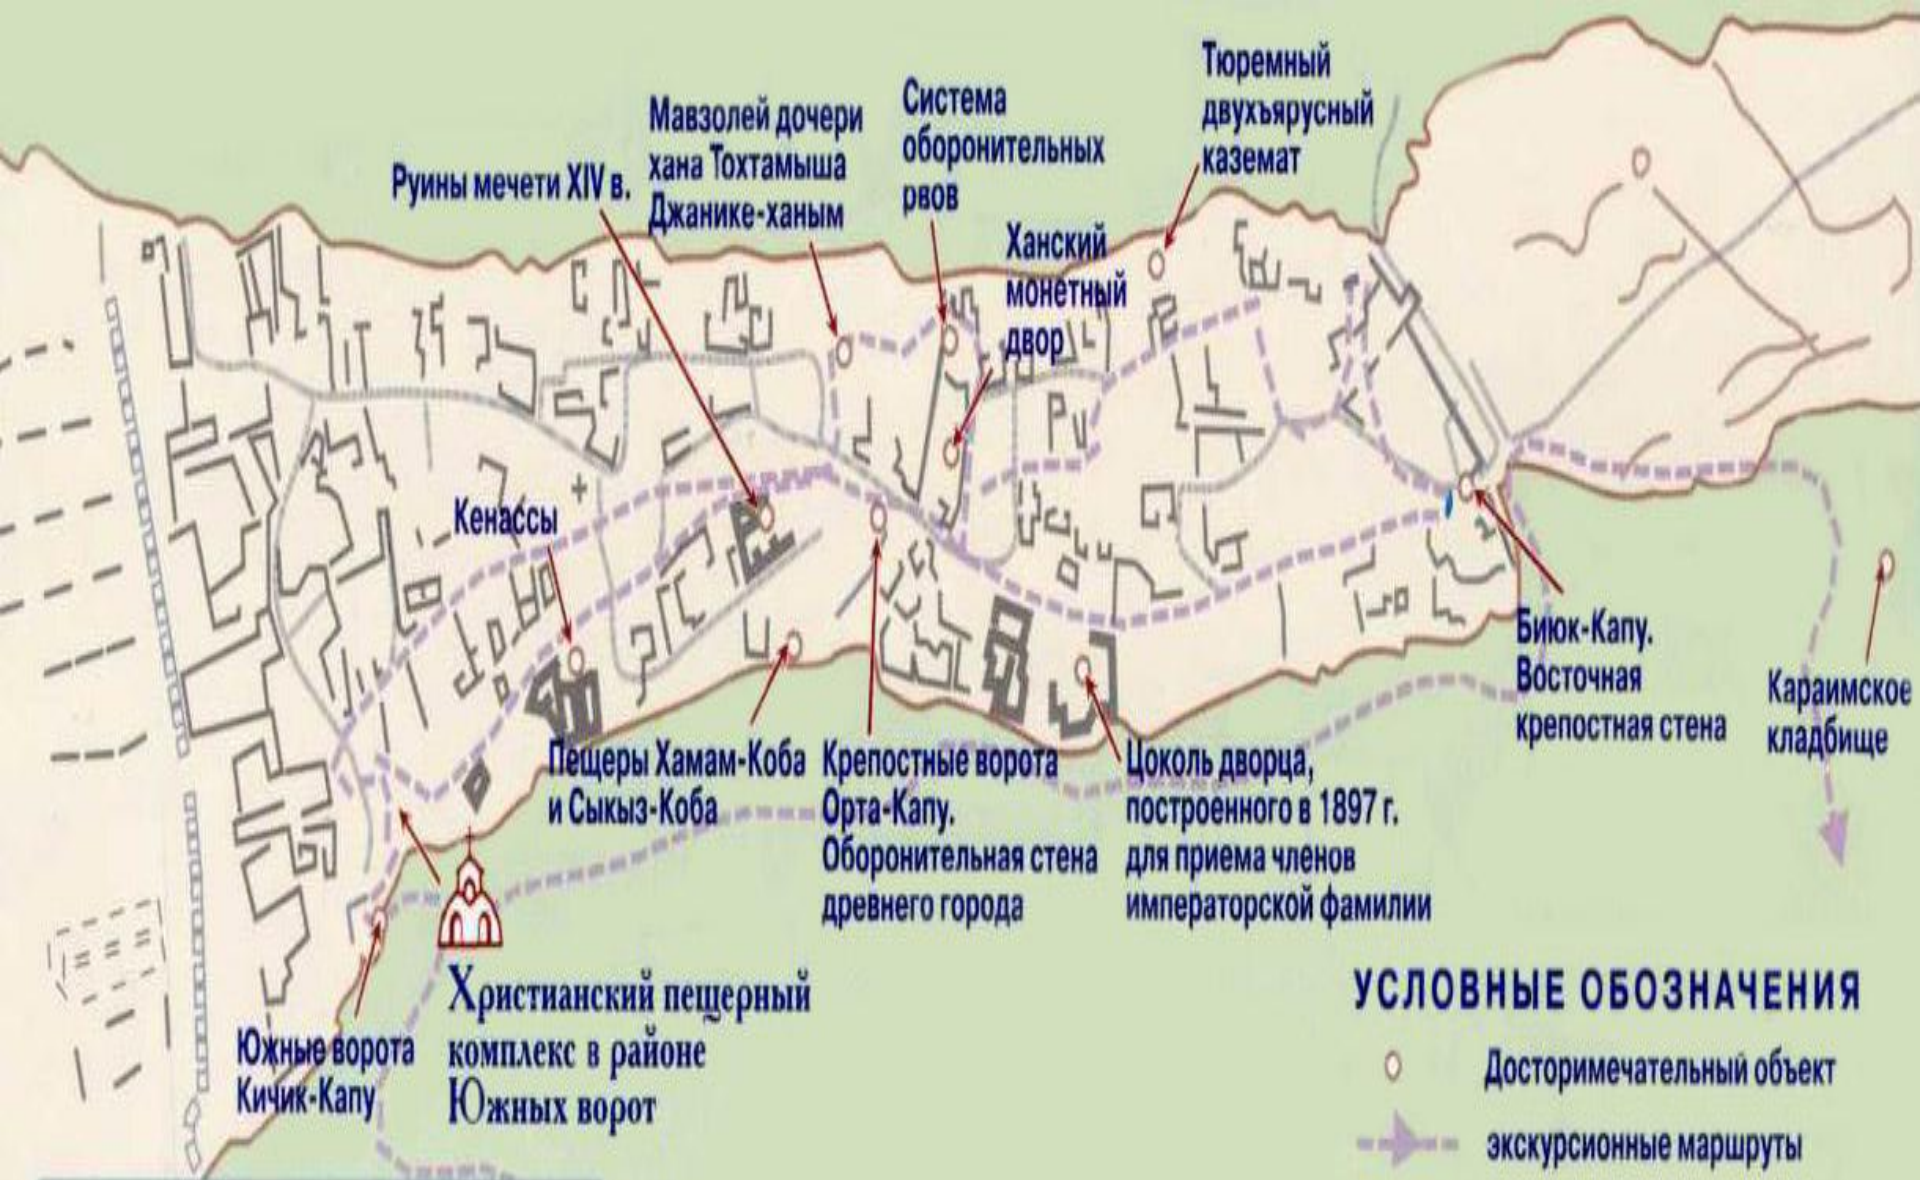 Тюремный
двухъярусный
каземат
Система
оборонительных
рвов
Мавзолей дочери
хана Тохтамыша
Джанике-ханым
Руины мечети XIV в.
Ханский
монетный
двор
Кенассы
Биюк-Капу.
Восточная
крепостная стена
Караимское
кладбище
Пещеры Хамам-Коба
и Сыкыз-Коба
Крепостные ворота
Орта-Капу.
Оборонительная стена
древнего города
Цоколь дворца,
построенного в 1897 г.
для приема членов
императорской фамилии
Христианский пещерный
комплекс в районе
Южных ворот
Южные ворота
Кичик-Капу
УСЛОВНЫЕ ОБОЗНАЧЕНИЯ
Досторимечательный объект
экскурсионные маршруты